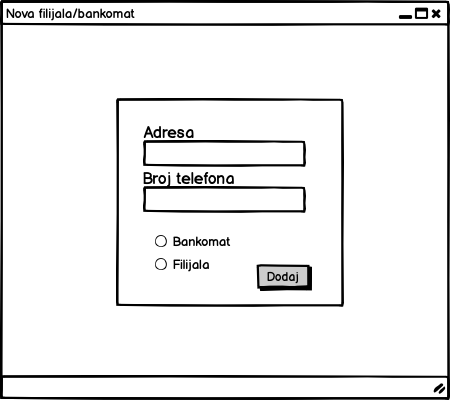 Nova filijala/bankomat
Adresa
Broj telefona
Bankomat
Filijala
Dodaj